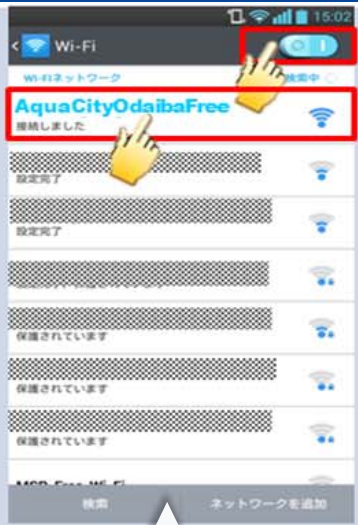 15:02
Wi-Fi
Wi-Fiネットワーク
検索中
AquaCityOdaibaFree
接続しました
設定完了
設定完了
保護されています
保護されています
保護されています
検索
ネットワークを追加